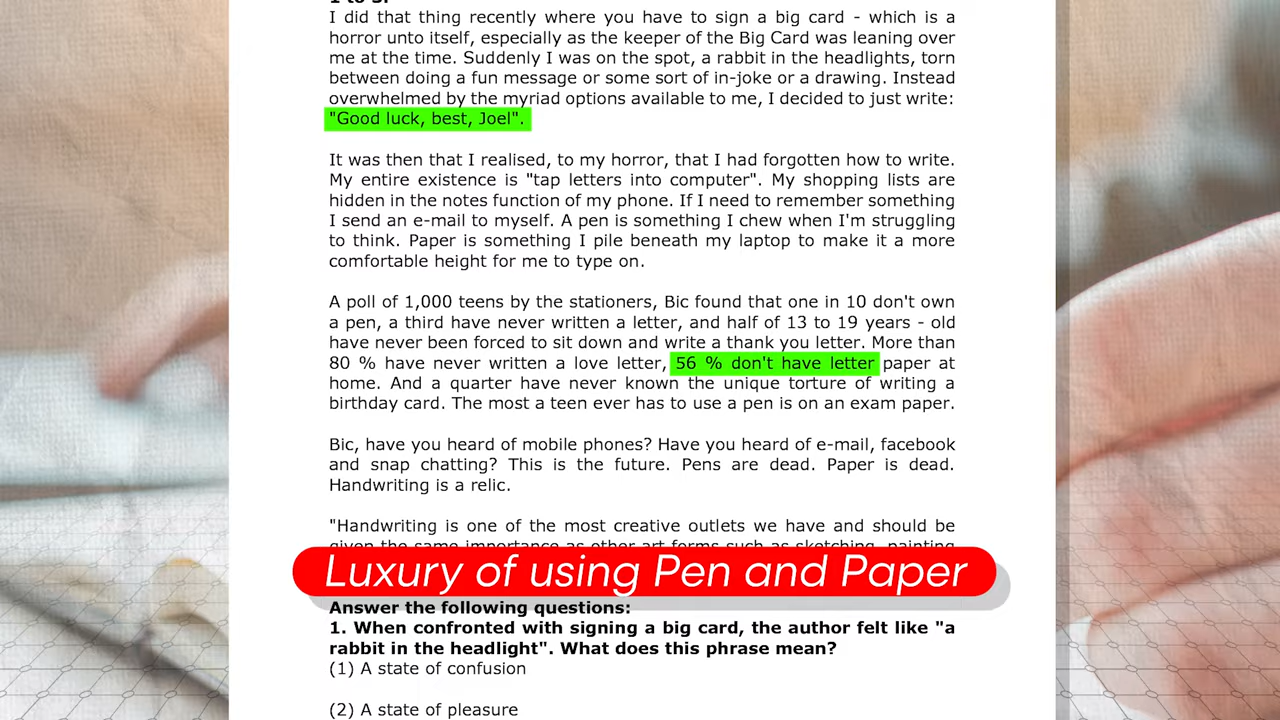 1 to 5:
I did that thing recently where you have to sign a big card - which is a
horror unto itself, especially as the keeper of the Big Card was leaning over
me at the time. Suddenly I was on the spot, a rabbit in the headlights, torn
between doing a fun message or some sort of in-joke or a drawing. Instead
overwhelmed by the myriad options available to me, I decided to just write:
"Good luck, best, Joel".
It was then that I realised, to my horror, that I had forgotten how to write.
My entire existence is "tap letters into computer". My shopping lists are
hidden in the notes function of my phone. If I need to remember something
I send an e-mail to myself. A pen is something I chew when I'm struggling
to think. Paper is something I pile beneath my laptop to make it a more
comfortable height for me to type on.
A poll of 1,000 teens by the stationers, Bic found that one in 10 don't own
a pen, a third have never written a letter, and half of 13 to 19 years - old
have never been forced to sit down and write a thank you letter. More than
80 % have never written a love letter, 56 % don't have letter paper at
home. And a quarter have never known the unique torture of writing a
birthday card. The most a teen ever has to use a pen is on an exam paper.
Bic, have you heard of mobile phones? Have you heard of e-mail, facebook
and snap chatting? This is the future. Pens are dead. Paper is dead.
Handwriting is a relic.
"Handwriting is one of the most creative outlets we have and should be
given the same importance as other art forms such as sketching, painting
Luxury of using Pen and Paper
Answer the following questions:
1. When confronted with signing a big card, the author felt like "a
rabbit in the headlight". What does this phrase mean?
(1) A state of confusion
(2) A state of pleasure